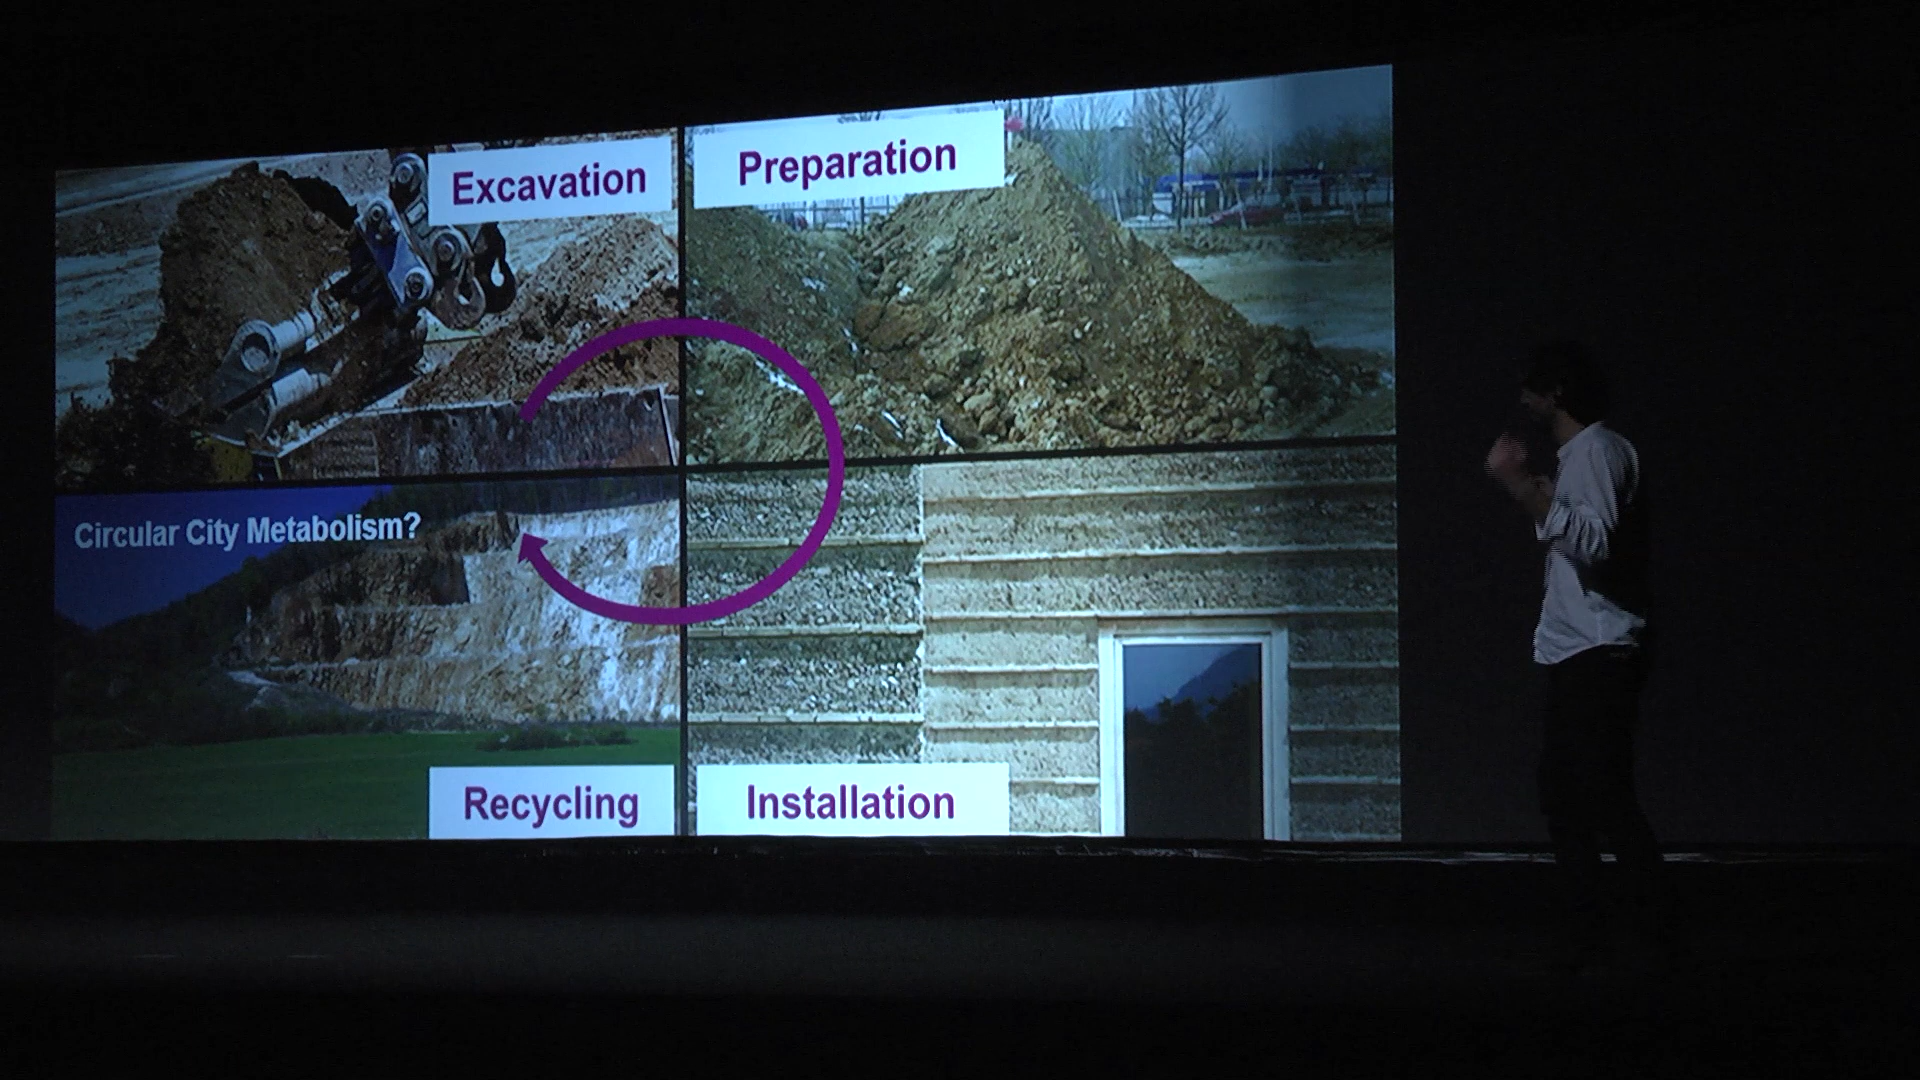 Excavation
Preparation
Circular City Metabolism?
Recycling
Installation